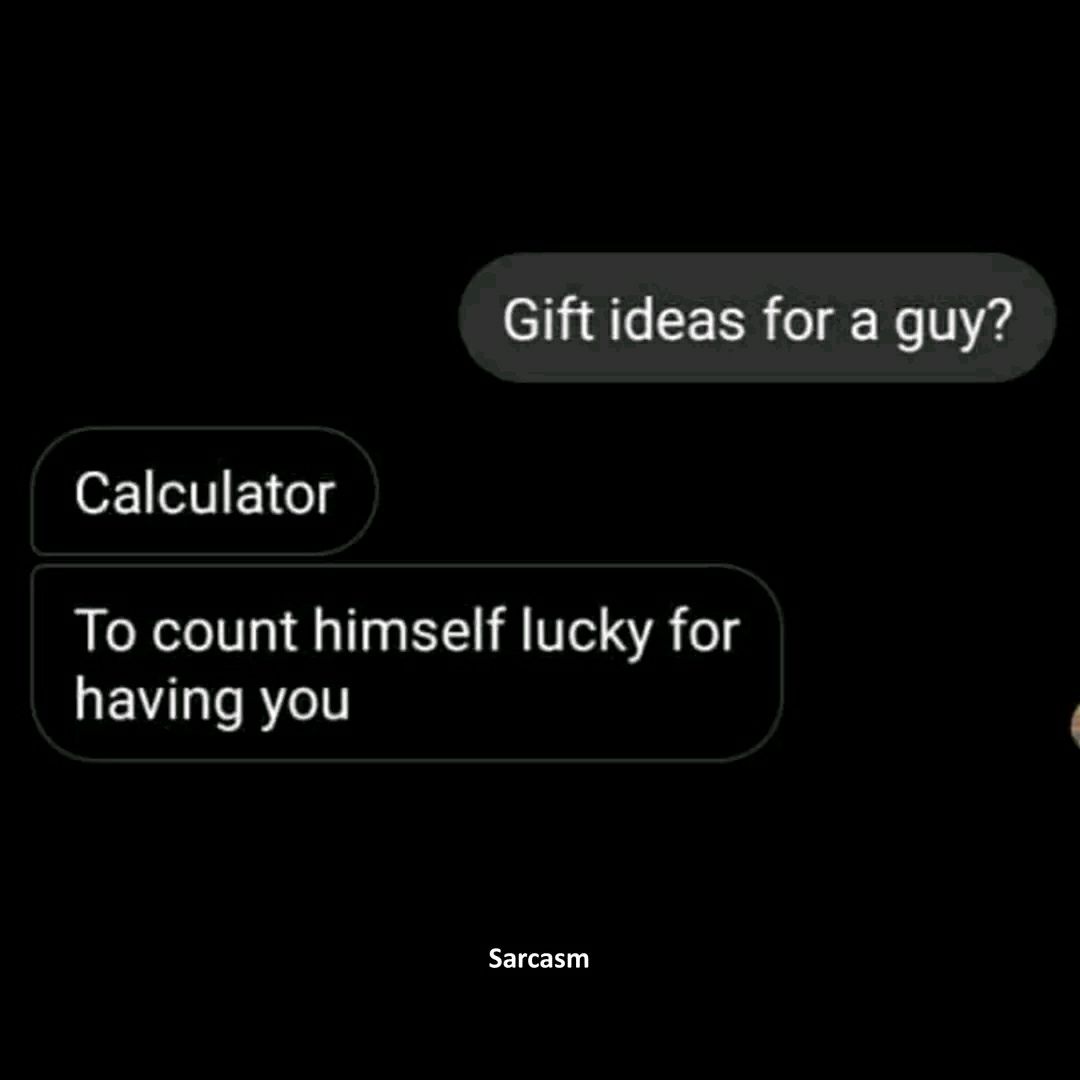 Gift ideas for a guy?
Calculator
To count himself lucky for
having you
Sarcasm